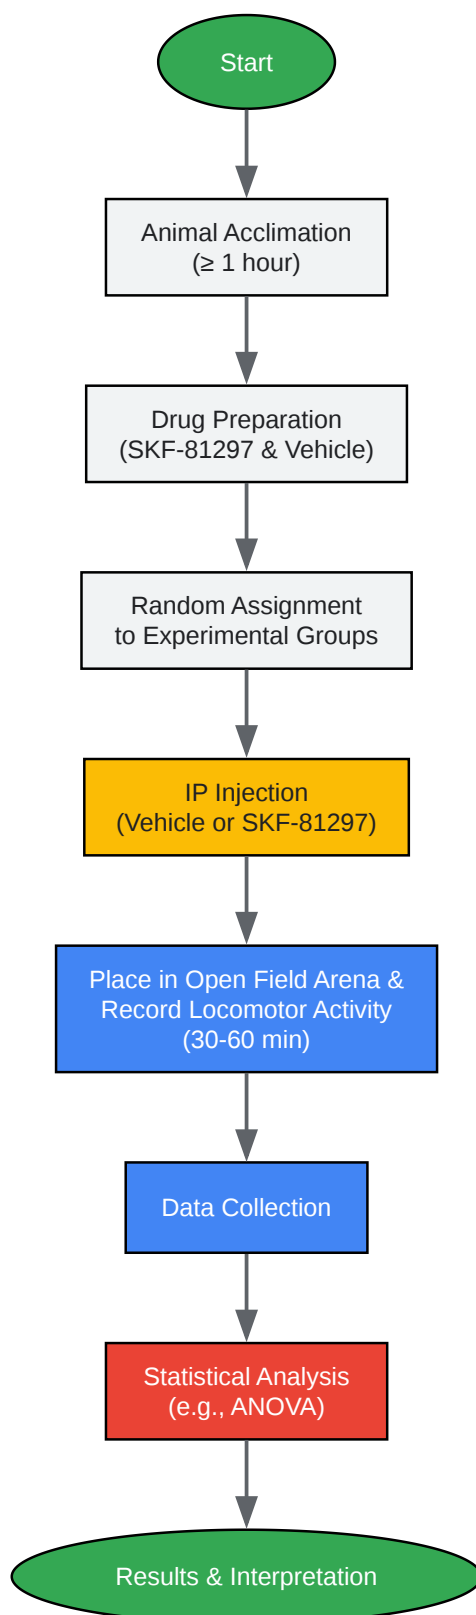 Start
Animal Acclimation
(≥ 1 hour)
Drug Preparation
(SKF-81297 & Vehicle)
Random Assignment
to Experimental Groups
IP Injection
(Vehicle or SKF-81297)
Place in Open Field Arena &
Record Locomotor Activity
(30-60 min)
Data Collection
Statistical Analysis
(e.g., ANOVA)
Results & Interpretation